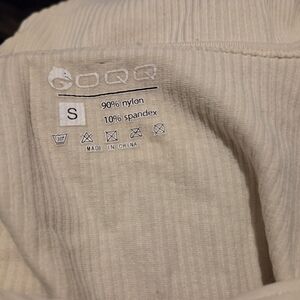 OQQ
S
90% nylon
10% spandex
MADE IN CHINA